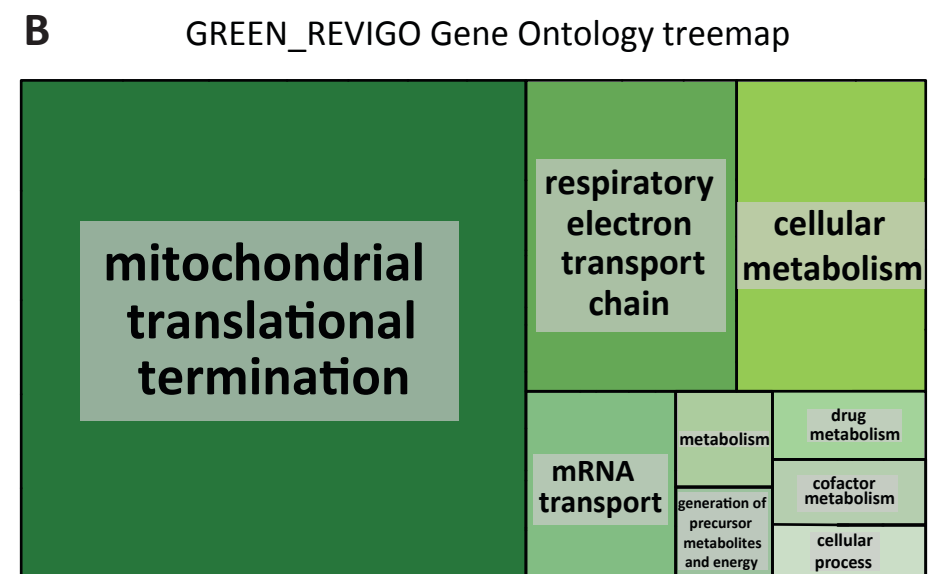 B
GREEN_REVIGO Gene Ontology treemap
mitochondrial
translational
termination
respiratory
electron
transport
chain
cellular
metabolism
mRNA
transport
metabolism
generation of
precursor
metabolites
and energy
drug
metabolism
cofactor
metabolism
cellular
process